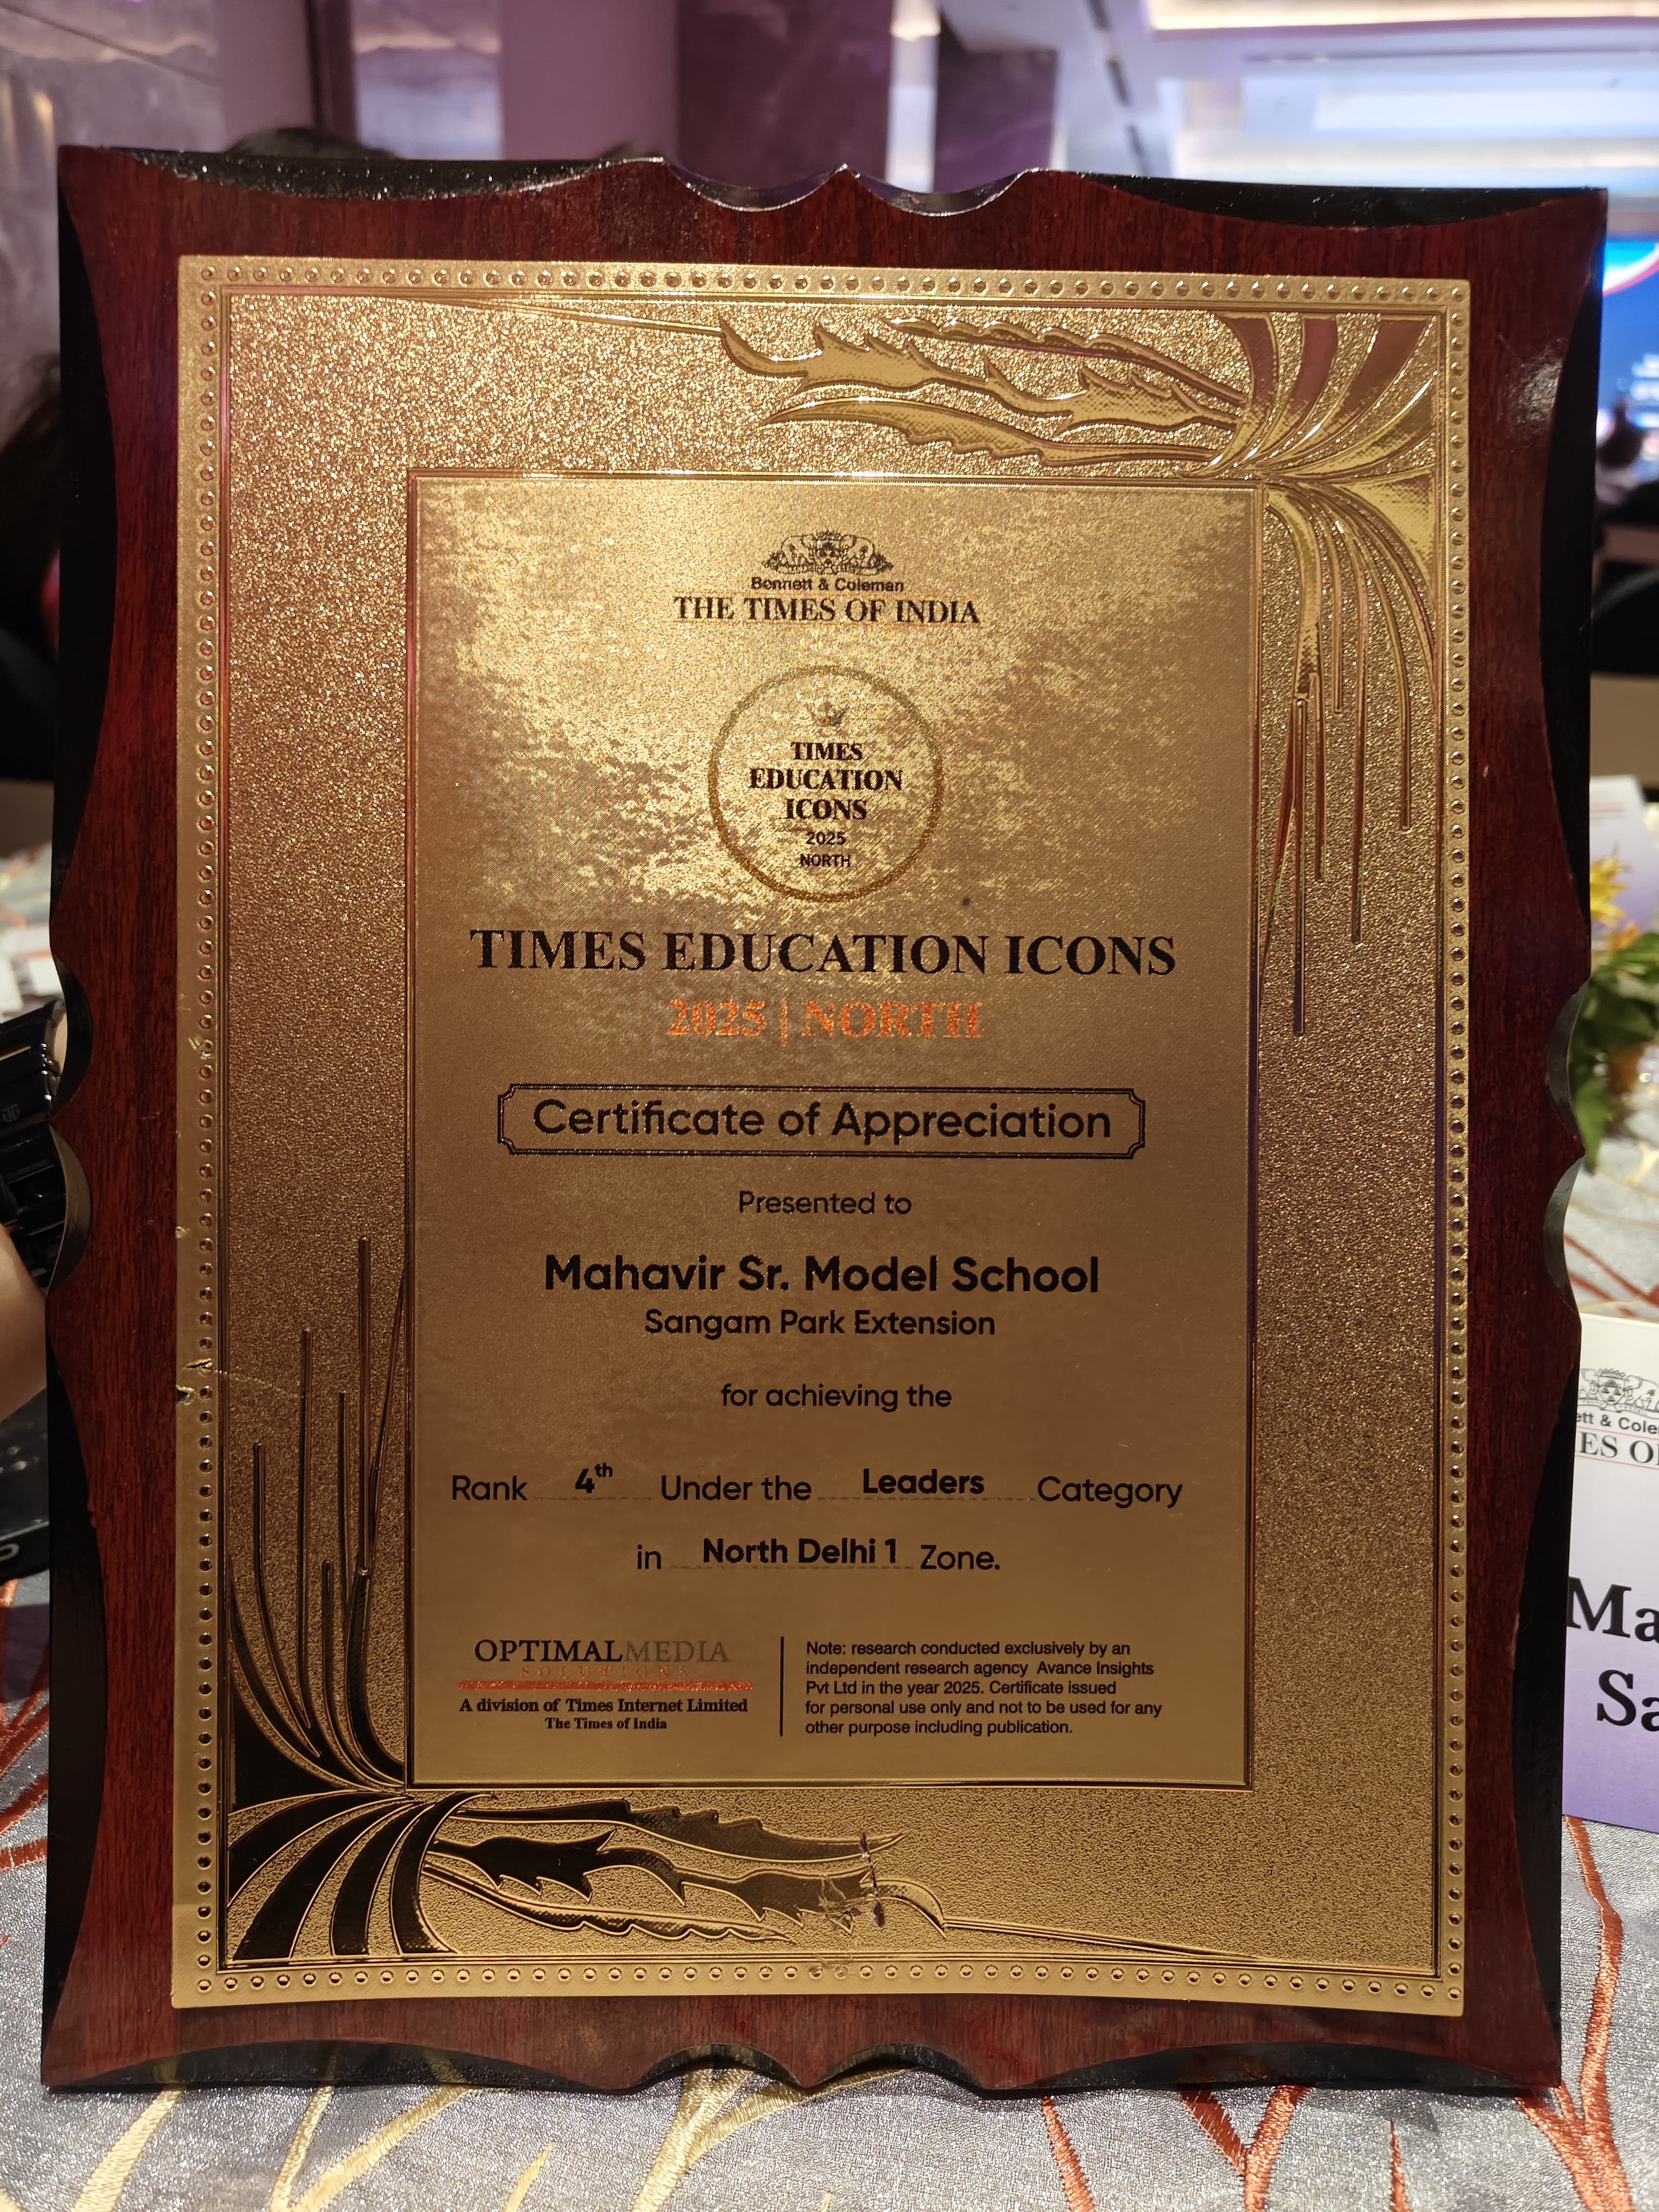 Bennett & Coleman
THE TIMES OF INDIA
TIMES
EDUCATION
ICONS
2025
NORTH
TIMES EDUCATION ICONS
2025 | NORTH
Certificate of Appreciation
Presented to
Mahavir Sr. Model School
Sangam Park Extension
for achieving the
Rank 4th Under the Leaders Category
in North Delhi 1 Zone.
OPTIMALMEDIA
SOLUTIONS
A division of Times Internet Limited
The Times of India
Note: research conducted exclusively by an
independent research agency Avance Insights
Pvt Ltd in the year 2025. Certificate issued
for personal use only and not to be used for any
other purpose including publication.
ett & Cole
ES O
Ma
Sa